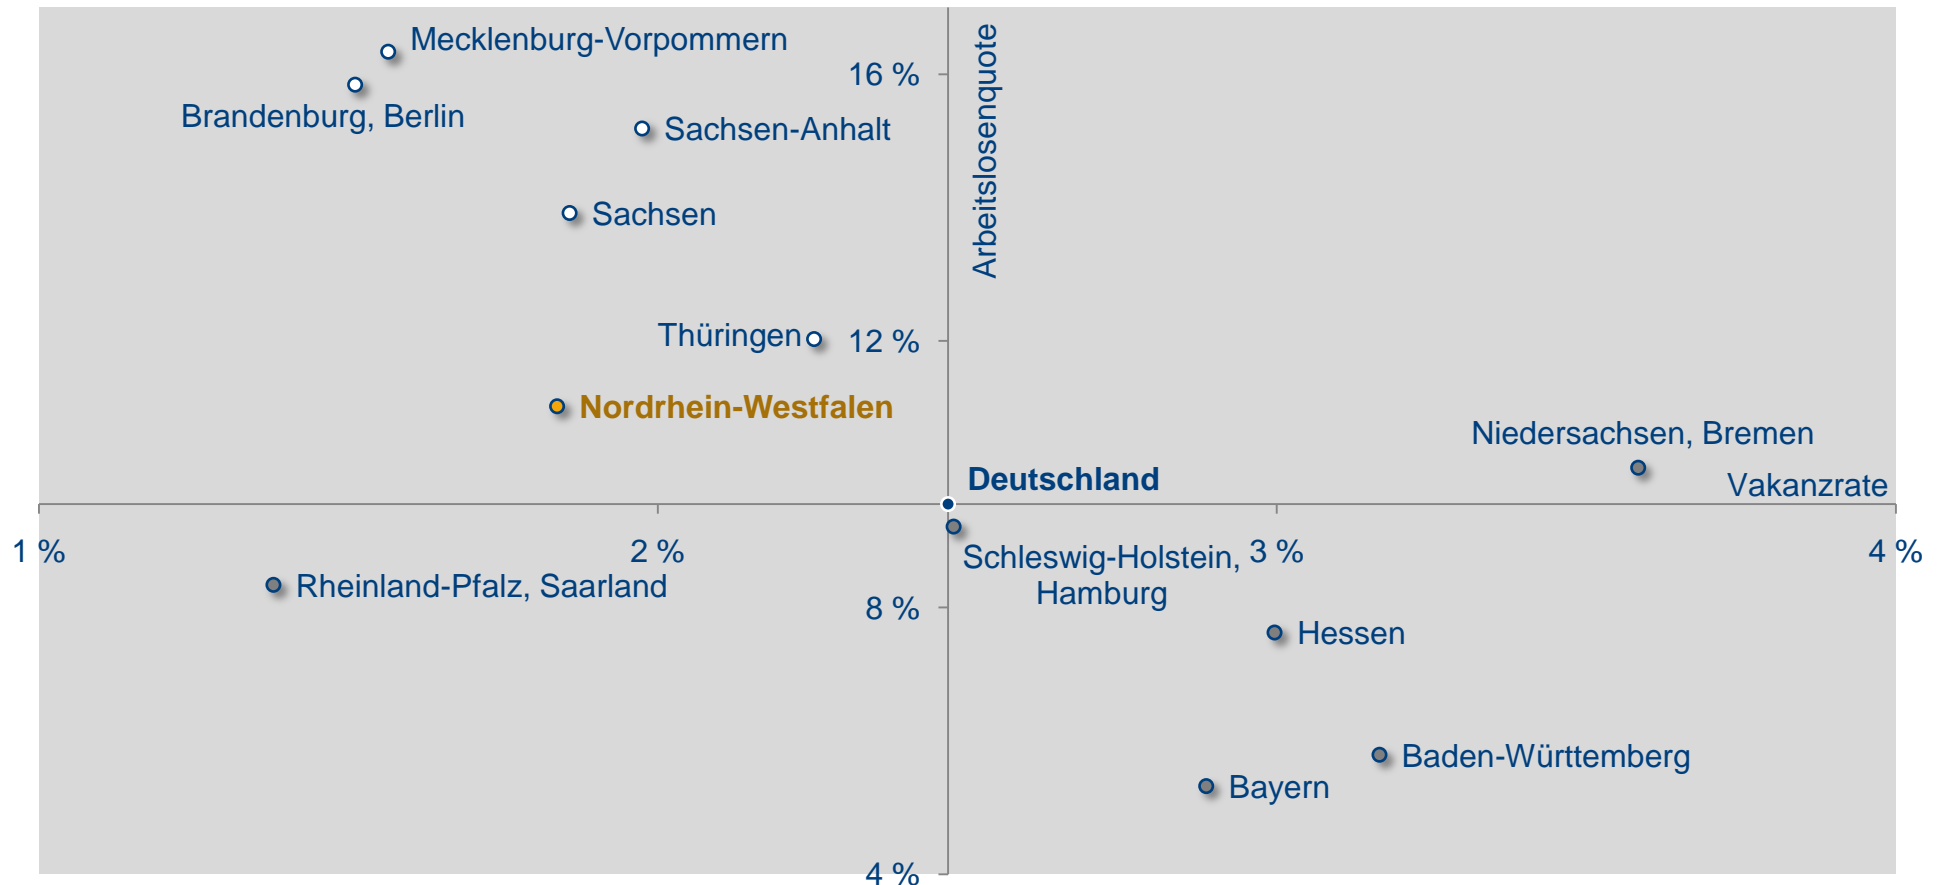 Mecklenburg-Vorpommern
16 %
Arbeitslosenquote
Brandenburg, Berlin
Sachsen-Anhalt
Sachsen
Thüringen
12 %
Nordrhein-Westfalen
Niedersachsen, Bremen
Deutschland
Vakanzrate
1 %
2 %
3 %
4 %
Schleswig-Holstein,
Hamburg
Rheinland-Pfalz, Saarland
8 %
Hessen
Baden-Württemberg
Bayern
4 %